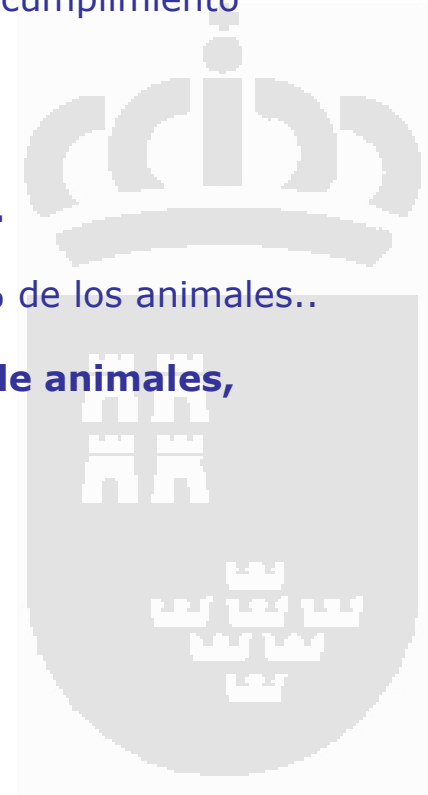 cumplimiento
.
de los animales..
de animales,